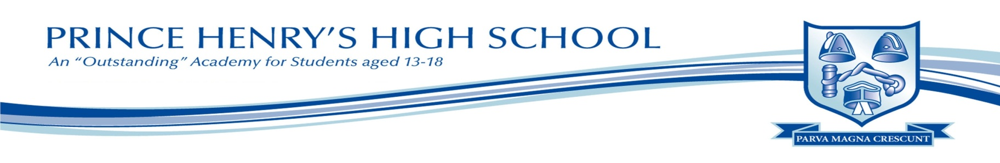 PRINCE HENRY’S HIGH SCHOOL
An “Outstanding” Academy for Students aged 13-18
PARVA MAGNA CRESCUNT